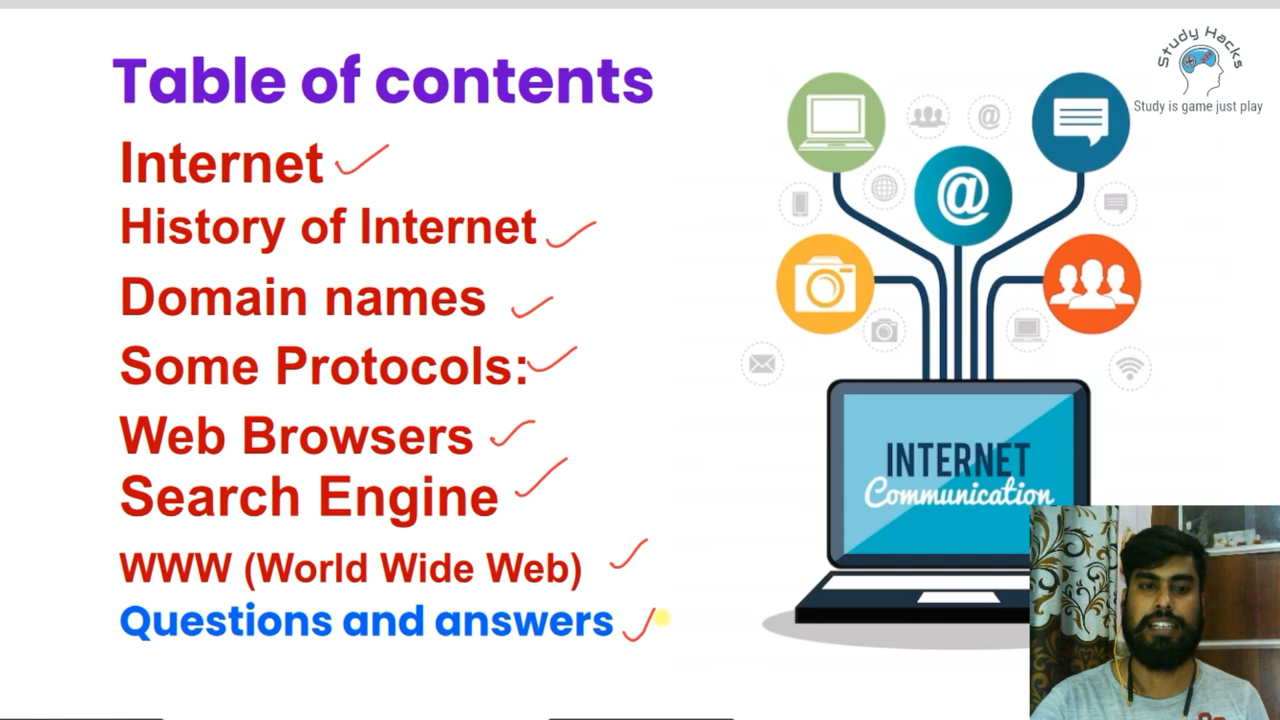 Table of contents
Internet
History of Internet
Domain names
Some Protocols:
Web Browsers
Search Engine
WWW (World Wide Web)
Questions and answers
Study Hacks
Study is game just play
@
@
INTERNET
Communication